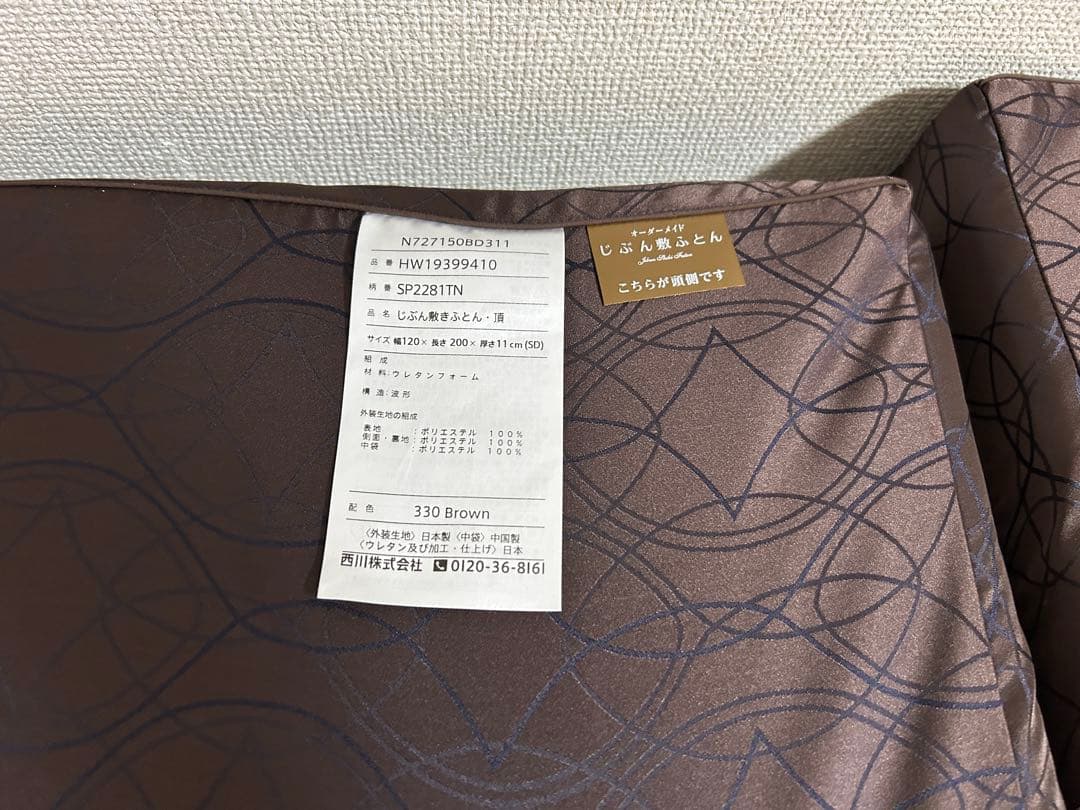 N727150BD311
品番 HW19399410
柄番 SP2281TN
品名 じぶん敷きふとん・頂
サイズ 幅120×長さ200×厚さ11cm(SD)
組成
材料:ウレタンフォーム
構造:波形
外装生地の組成
表地 :ポリエステル 100%
側面・裏地:ポリエステル 100%
中袋 :ポリエステル 100%
配色 330 Brown
〈外装生地〉日本製〈中袋〉中国製
〈ウレタン及び加工・仕上げ〉日本
西川株式会社 0120-36-8161
オーダーメイド
じぶん敷ふとん
Jibun Shiki Futon
こちらが頭側です